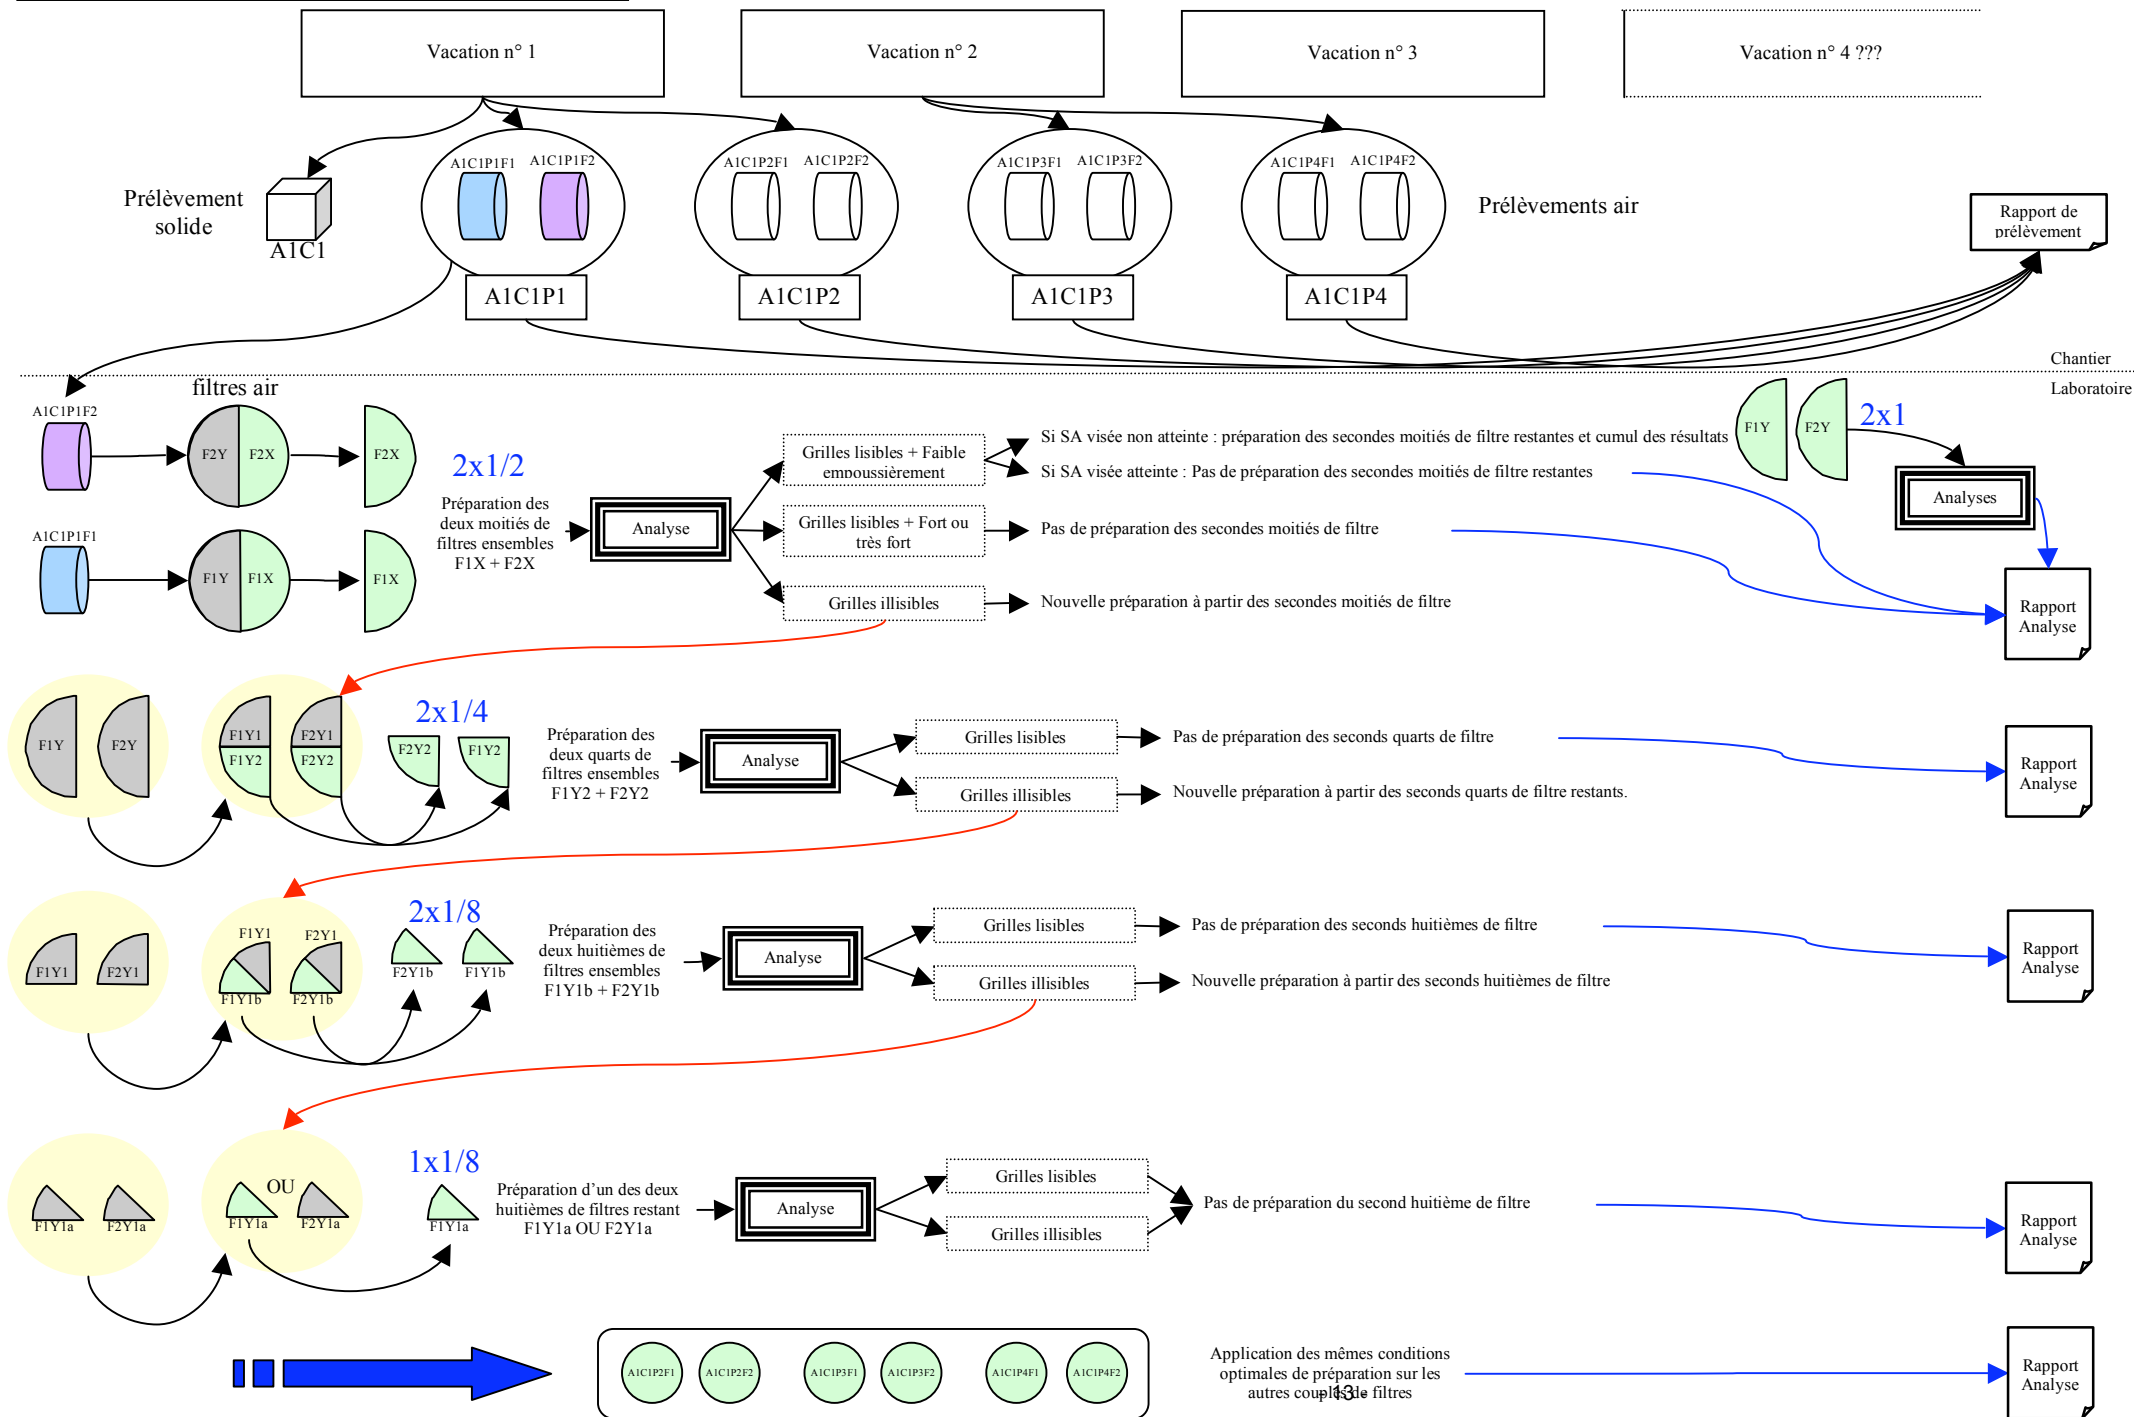 Vacation n° 1
Vacation n° 2
Vacation n° 3
Vacation n° 4 ???
Prélèvement
solide
A1C1
A1C1P1F1
A1C1P1F2
A1C1P2F1
A1C1P2F2
A1C1P3F1
A1C1P3F2
A1C1P4F1
A1C1P4F2
Prélèvements air
Rapport de
prélèvement
A1C1P1
A1C1P2
A1C1P3
A1C1P4
Chantier
Laboratoire
filtres air
A1C1P1F2
F2Y
F2X
F2X
A1C1P1F1
F1Y
F1X
F1X
2x1/2
Préparation des
deux moitiés de
filtres ensembles
F1X + F2X
Analyse
Grilles lisibles + Faible
empoussièrement
Si SA visée non atteinte : préparation des secondes moitiés de filtre restantes et cumul des résultats
Si SA visée atteinte : Pas de préparation des secondes moitiés de filtre restantes
Grilles lisibles + Fort ou
très fort
Pas de préparation des secondes moitiés de filtre
Grilles illisibles
Nouvelle préparation à partir des secondes moitiés de filtre
F1Y
F2Y
2x1
Analyses
Rapport
Analyse
F1Y
F2Y
F1Y1
F1Y2
F2Y1
F2Y2
2x1/4
F2Y2
F1Y2
Préparation des
deux quarts de
filtres ensembles
F1Y2 + F2Y2
Analyse
Grilles lisibles
Pas de préparation des seconds quarts de filtre
Grilles illisibles
Nouvelle préparation à partir des seconds quarts de filtre restants.
Rapport
Analyse
F1Y1
F2Y1
F1Y1
F2Y1
F1Y1b
F2Y1b
2x1/8
F2Y1b
F1Y1b
Préparation des
deux huitièmes de
filtres ensembles
F1Y1b + F2Y1b
Analyse
Grilles lisibles
Pas de préparation des seconds huitièmes de filtre
Grilles illisibles
Nouvelle préparation à partir des seconds huitièmes de filtre
Rapport
Analyse
F1Y1a
F2Y1a
OU
F1Y1a
F2Y1a
1x1/8
F1Y1a
Préparation d’un des deux
huitièmes de filtres restant
F1Y1a OU F2Y1a
Analyse
Grilles lisibles
Grilles illisibles
Pas de préparation du second huitième de filtre
Rapport
Analyse
A1C1P2F1
A1C1P2F2
A1C1P3F1
A1C1P3F2
A1C1P4F1
A1C1P4F2
Application des mêmes conditions
optimales de préparation sur les
autres couples de filtres
- 13 -
Rapport
Analyse